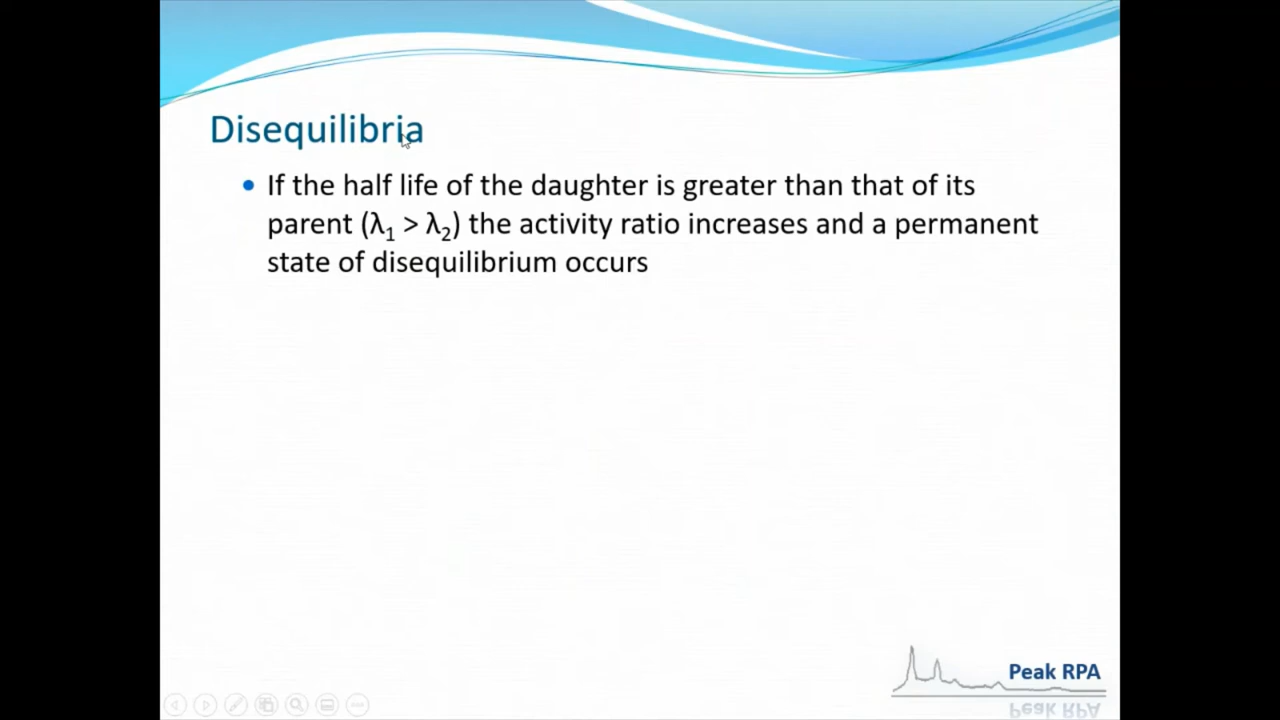 Disequilibria
• If the half life of the daughter is greater than that of its
parent (λ₁ > λ₂) the activity ratio increases and a permanent
state of disequilibrium occurs
Peak RPA